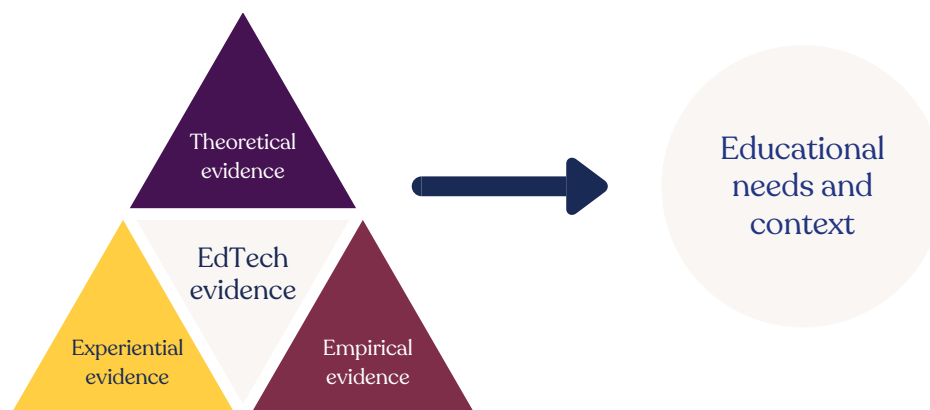 Theoretical
evidence
EdTech
evidence
Experiential
evidence
Empirical
evidence
Educational
needs and
context